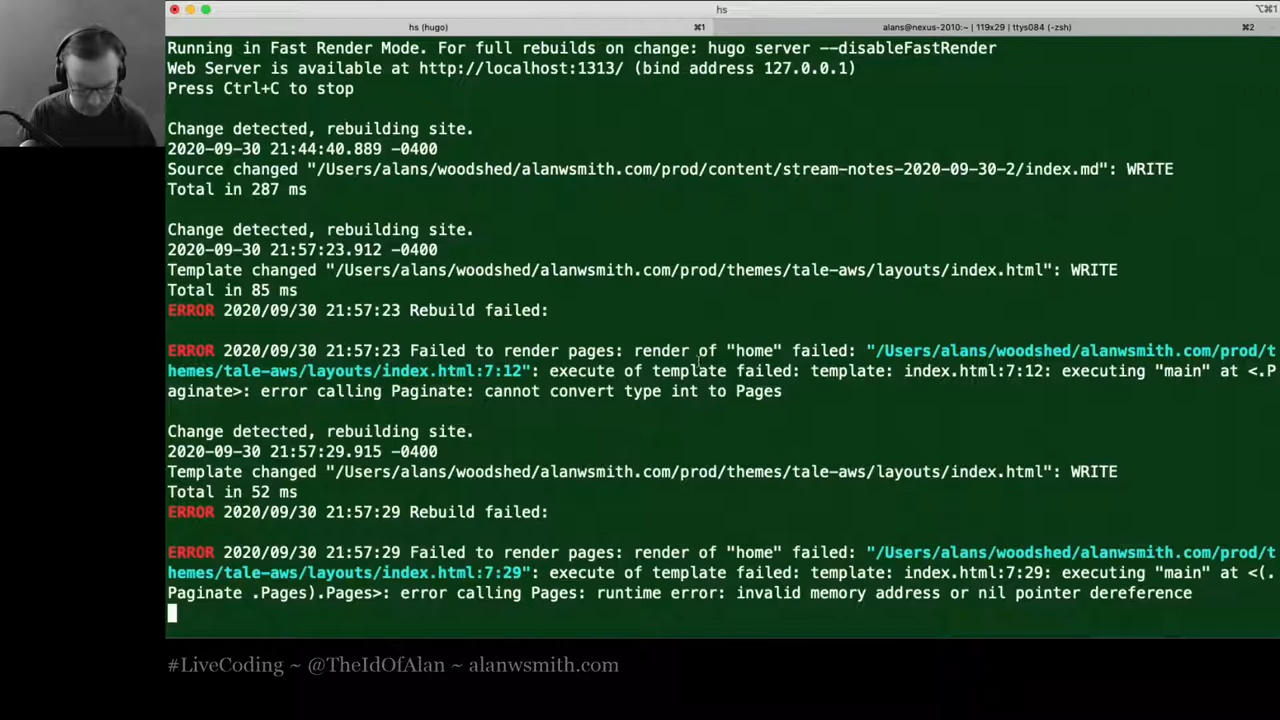 hs
⌥⌘1
hs (hugo) ⌘1 alans@nexus-2010:~ | 119x29 | ttys084 (-zsh) ⌘2
Running in Fast Render Mode. For full rebuilds on change: hugo server --disableFastRender
Web Server is available at http://localhost:1313/ (bind address 127.0.0.1)
Press Ctrl+C to stop
Change detected, rebuilding site.
2020-09-30 21:44:40.889 -0400
Source changed "/Users/alans/woodshed/alanwsmith.com/prod/content/stream-notes-2020-09-30-2/index.md": WRITE
Total in 287 ms
Change detected, rebuilding site.
2020-09-30 21:57:23.912 -0400
Template changed "/Users/alans/woodshed/alanwsmith.com/prod/themes/tale-aws/layouts/index.html": WRITE
Total in 85 ms
ERROR 2020/09/30 21:57:23 Rebuild failed:
ERROR 2020/09/30 21:57:23 Failed to render pages: render of "home" failed: "/Users/alans/woodshed/alanwsmith.com/prod/t
hemes/tale-aws/layouts/index.html:7:12": execute of template failed: template: index.html:7:12: executing "main" at <.P
aginate>: error calling Paginate: cannot convert type int to Pages
Change detected, rebuilding site.
2020-09-30 21:57:29.915 -0400
Template changed "/Users/alans/woodshed/alanwsmith.com/prod/themes/tale-aws/layouts/index.html": WRITE
Total in 52 ms
ERROR 2020/09/30 21:57:29 Rebuild failed:
ERROR 2020/09/30 21:57:29 Failed to render pages: render of "home" failed: "/Users/alans/woodshed/alanwsmith.com/prod/t
hemes/tale-aws/layouts/index.html:7:29": execute of template failed: template: index.html:7:29: executing "main" at <(.
Paginate .Pages).Pages>: error calling Pages: runtime error: invalid memory address or nil pointer dereference
#LiveCoding ~ @TheIdOfAlan ~ alanwsmith.com